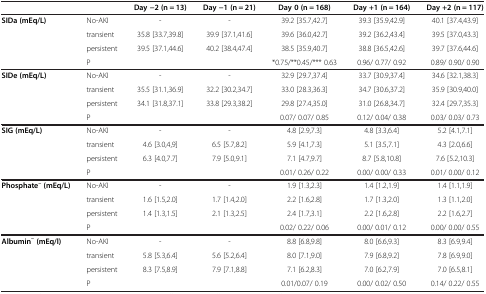 Day −2 (n = 13) Day −1 (n = 21) Day 0 (n = 168) Day +1 (n = 164) Day +2 (n = 117)
SIDa (mEq/L) No-AKI - - 39.2 [35.7,42.7] 39.3 [35.9,42.9] 40.1 [37.4,43.9]
transient 35.8 [33.7,39.8] 39.9 [37.1,41.6] 39.6 [36.0,42.7] 39.2 [36.2,43.4] 39.5 [37.0,43.3]
persistent 39.5 [37.1,44.6] 40.2 [38.4,47.4] 38.5 [35.9,40.7] 38.8 [36.5,42.6] 39.7 [37.6,44.6]
P *0.75/**0.45/*** 0.63 0.96/ 0.77/ 0.92 0.89/ 0.90/ 0.90
SIDe (mEq/L) No-AKI - - 32.9 [29.7,37.4] 33.7 [30.9,37.4] 34.6 [32.1,38.3]
transient 35.5 [31.1,36.9] 32.2 [30.2,34.7] 33.0 [28.3,36.3] 34.7 [30.6,37.2] 35.9 [30.9,40.0]
persistent 34.1 [31.8,37.1] 33.8 [29.3,38.2] 29.8 [27.4,35.0] 31.0 [26.8,34.7] 32.4 [29.7,35.3]
P 0.07/ 0.07/ 0.85 0.12/ 0.04/ 0.38 0.03/ 0.03/ 0.73
SIG (mEq/L) No-AKI - - 4.8 [2.9,7.3] 4.8 [3.3,6.4] 5.2 [4.1,7.1]
transient 4.6 [3.0,4,9] 6.5 [5.7,8.2] 5.9 [4.1,7.3] 5.1 [3.5,7.1] 4.3 [2.0,6.6]
persistent 6.3 [4.0,7.7] 7.9 [5.0,9.1] 7.1 [4.7,9.7] 8.7 [5.8,10.8] 7.6 [5.2,10.3]
P 0.01/ 0.26/ 0.22 0.00/ 0.00/ 0.33 0.01/ 0.00/ 0.12
Phosphate⁻ (mEq/L) No-AKI - - 1.9 [1.3,2.3] 1.4 [1.2,1.9] 1.4 [1.1,1.9]
transient 1.6 [1.5,2.0] 1.7 [1.4,2.0] 2.2 [1.6,2.8] 1.7 [1.3,2.0] 1.3 [1.1,2.0]
persistent 1.4 [1.3,1.5] 2.1 [1.3,2.5] 2.4 [1.7,3.1] 2.2 [1.6,2.8] 2.2 [1.6,2.7]
P 0.02/ 0.22/ 0.06 0.00/ 0.01/ 0.12 0.00/ 0.00/ 0.55
Albumin⁻ (mEq/l) No-AKI - - 8.8 [6.8,9.8] 8.0 [6.6,9.3] 8.3 [6.9,9.4]
transient 5.8 [5.3,6.4] 5.6 [5.2,6.4] 8.0 [7.1,9.0] 7.9 [6.8,9.2] 7.8 [6.9,9.0]
persistent 8.3 [7.5,8.9] 7.9 [7.1,8.8] 7.1 [6.2,8.3] 7.0 [6.2,7.9] 7.0 [6.5,8.1]
P 0.01/0.07/ 0.19 0.00/ 0.02/ 0.50 0.14/ 0.22/ 0.55